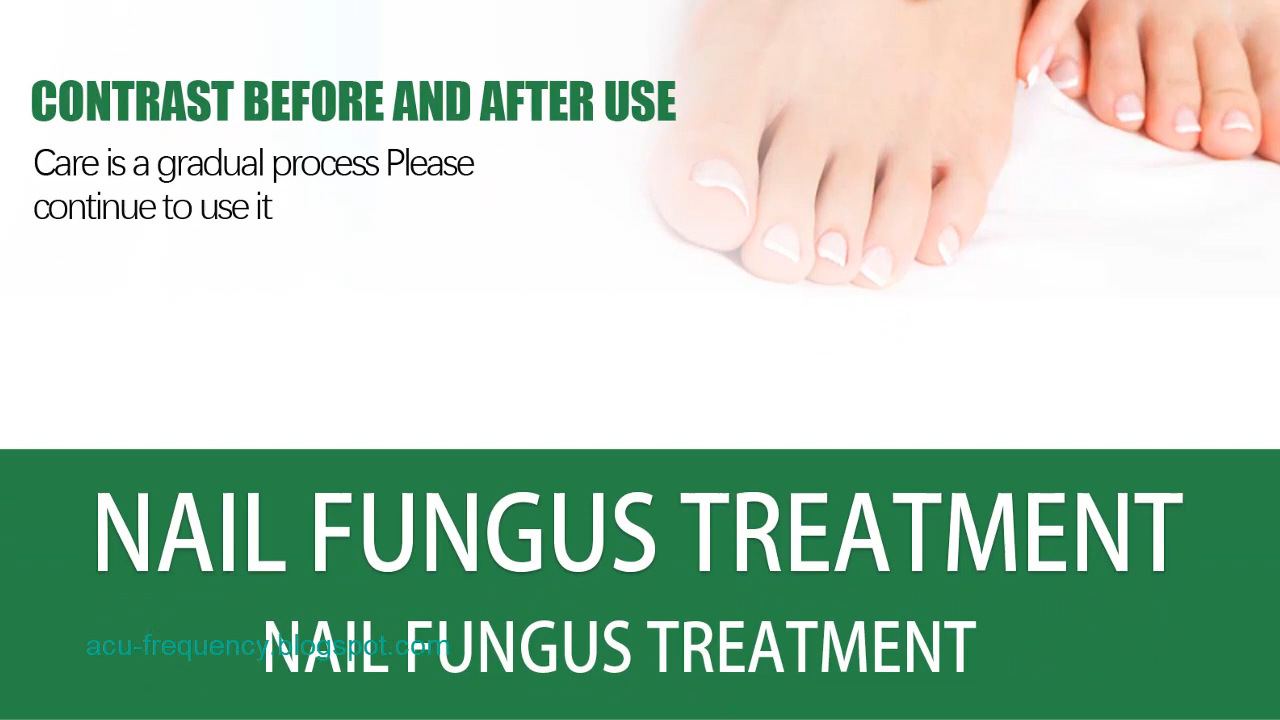 CONTRAST BEFORE AND AFTER USE
Care is a gradual process Please
continue to use it
NAIL FUNGUS TREATMENT
NAIL FUNGUS TREATMENT
acu-frequency.blogspot.com